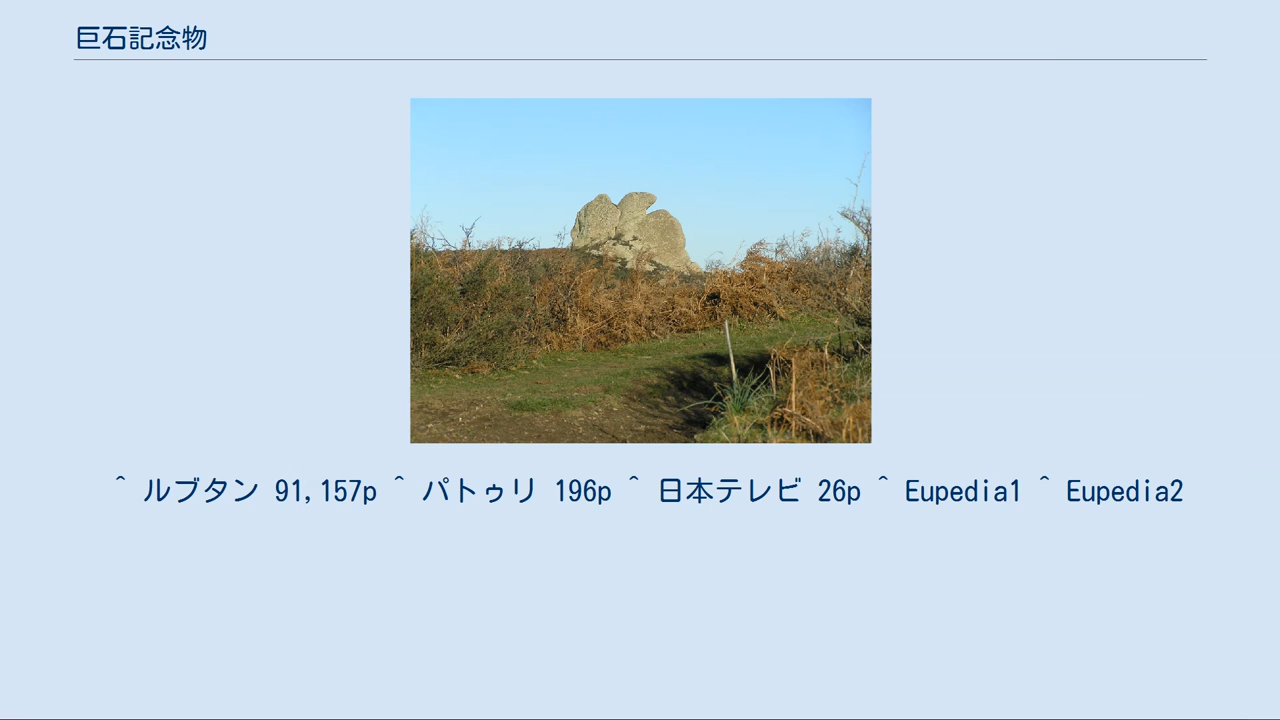 巨石記念物
^ ルブタン 91,157p ^ パトゥリ 196p ^ 日本テレビ 26p ^ Eupedia1 ^ Eupedia2